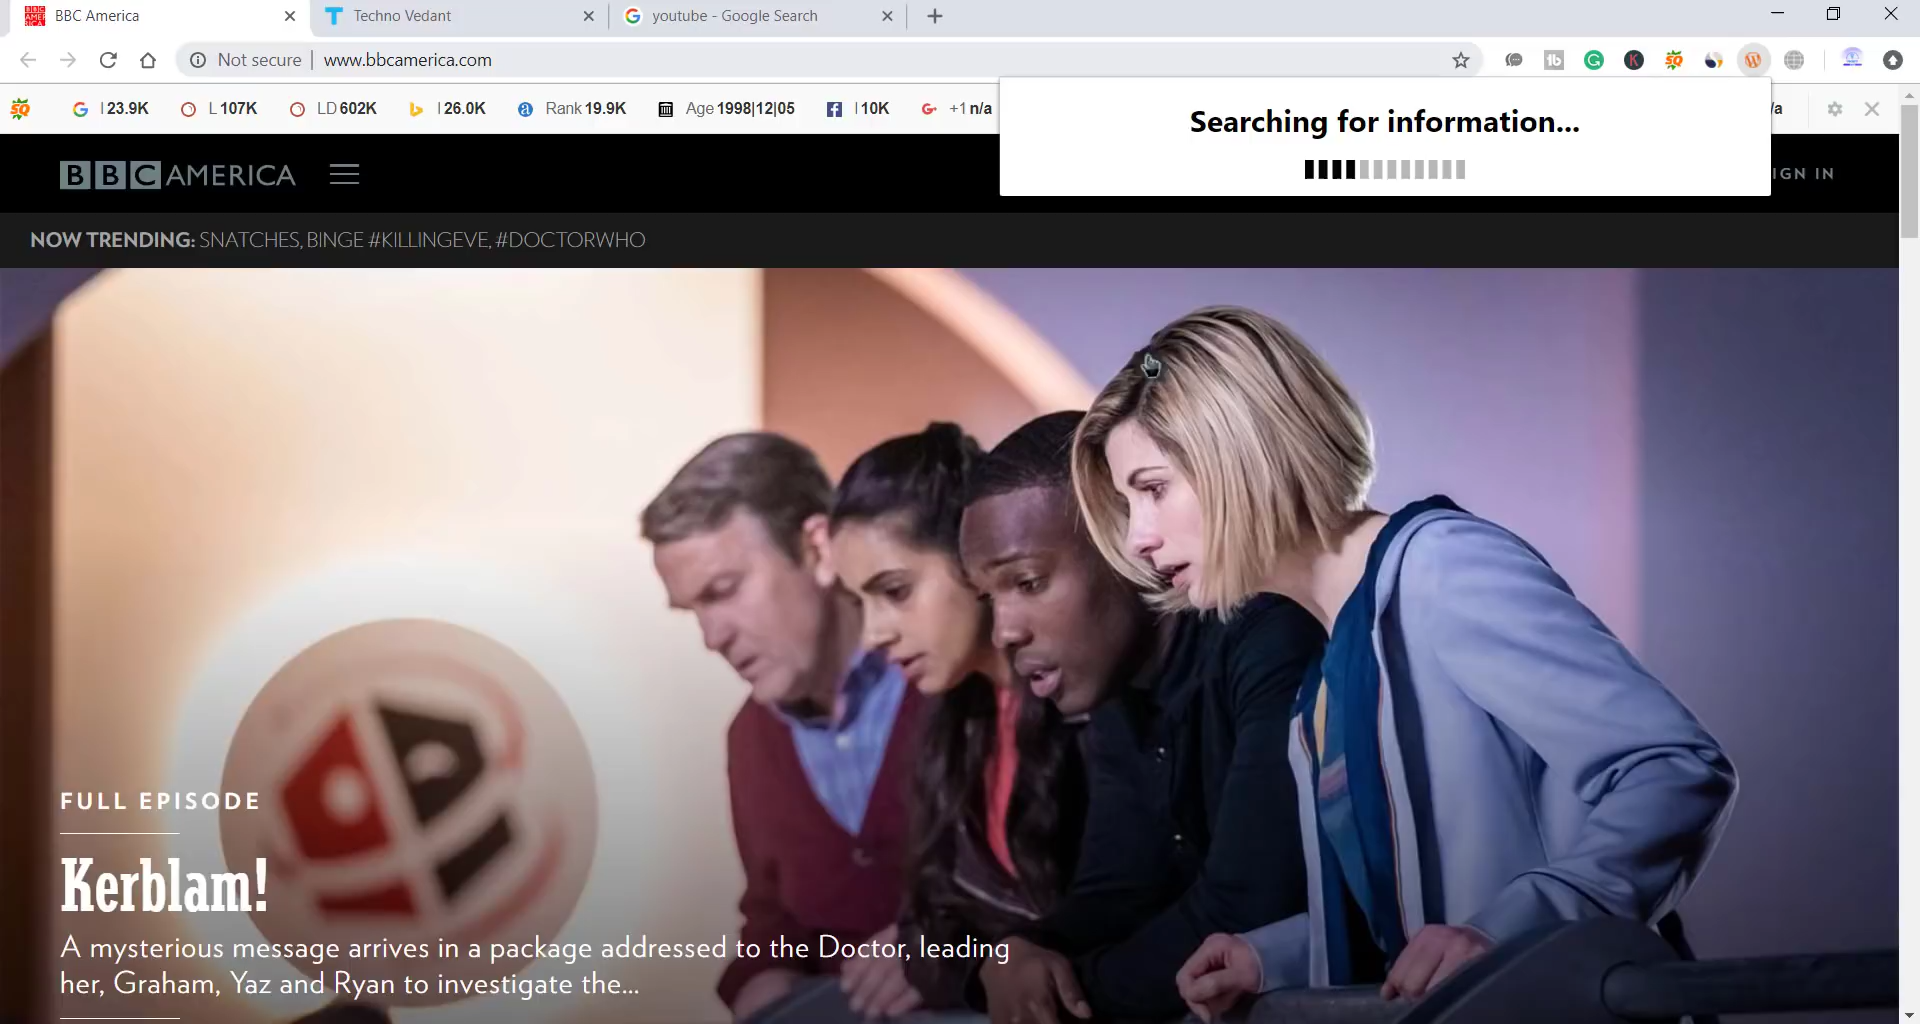 BBC America
Techno Vedant
youtube - Google Search
Not secure
www.bbcamerica.com
I 23.9K
L 107K
LD 602K
I 26.0K
Rank 19.9K
Age 1998|12|05
I 10K
+1 n/a
/a
Searching for information...
BBC AMERICA
IGN IN
NOW TRENDING: SNATCHES, BINGE #KILLINGEVE, #DOCTORWHO
FULL EPISODE
Kerblam!
A mysterious message arrives in a package addressed to the Doctor, leading
her, Graham, Yaz and Ryan to investigate the...